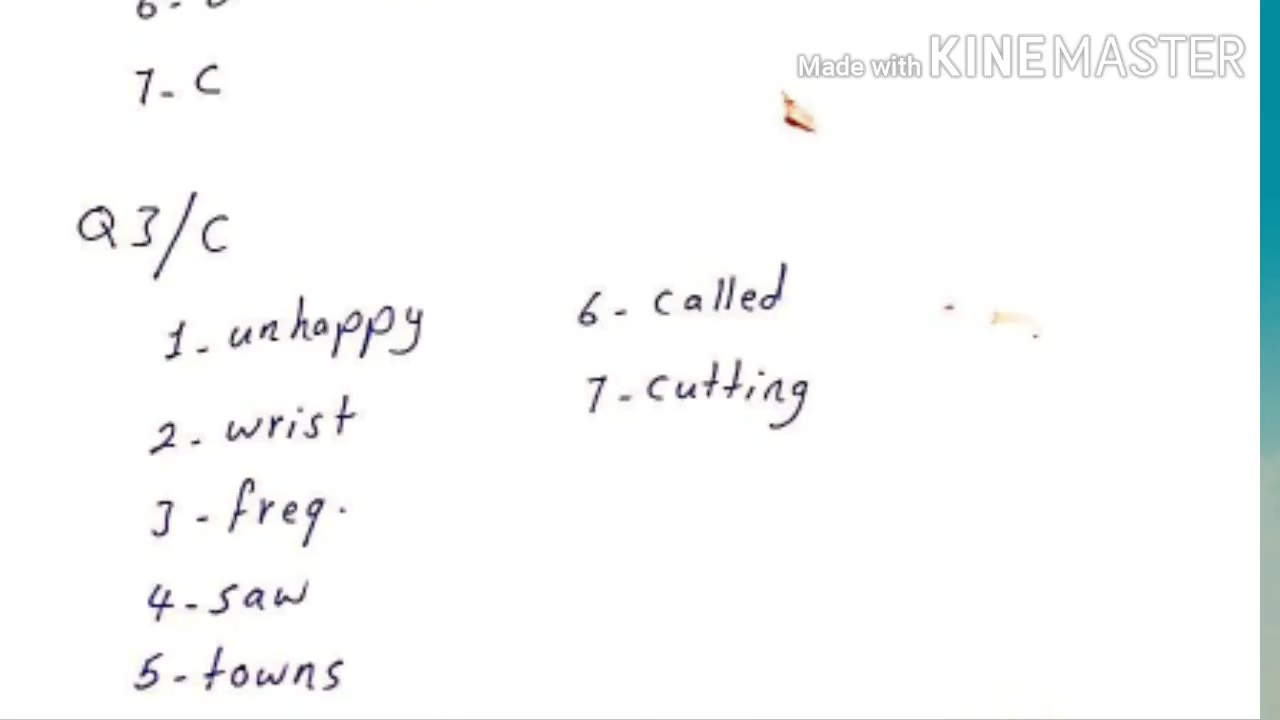 Made with KINEMASTER
7- C
Q3/C
1- unhappy
2- wrist
3- freq.
4- saw
5- towns
6- called
7- cutting